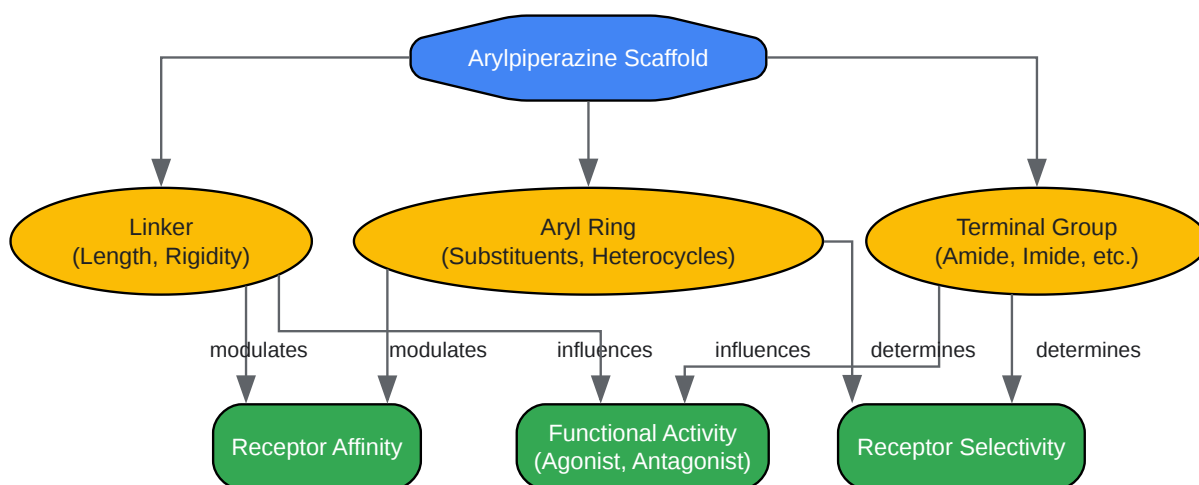 Arylpiperazine Scaffold
Linker
(Length, Rigidity)
Aryl Ring
(Substituents, Heterocycles)
Terminal Group
(Amide, Imide, etc.)
modulates
modulates
influences
influences
determines
determines
Receptor Affinity
Functional Activity
(Agonist, Antagonist)
Receptor Selectivity